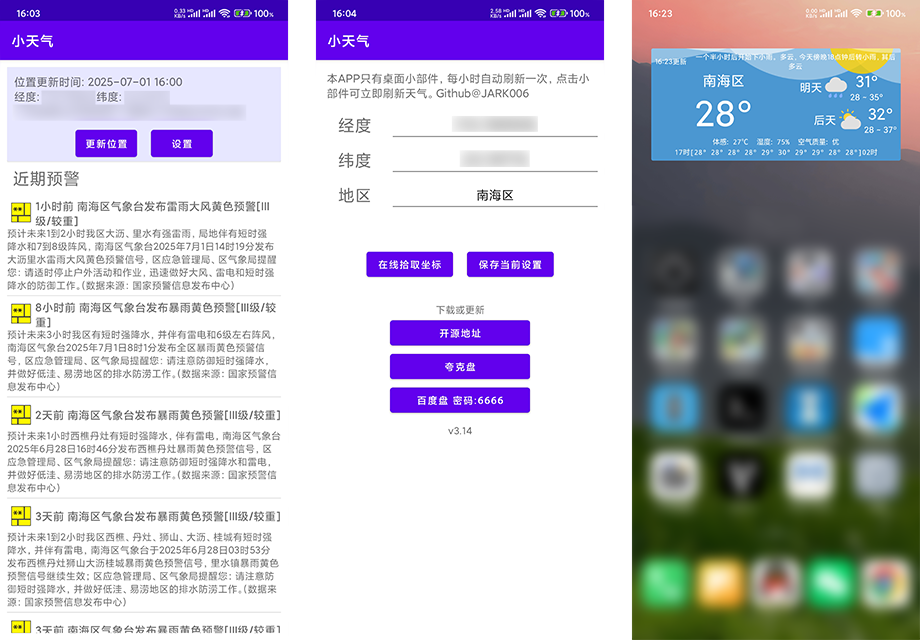 16:03
0.33 KB/s HD HD 100%
小天气
位置更新时间: 2025-07-01 16:00
经度:
纬度:
更新位置
设置
近期预警
1小时前 南海区气象台发布雷雨大风黄色预警[III
级/较重]
预计未来1到2小时我区大沥、里水有强雷雨，局地伴有短时强
降水和7到8级阵风，南海区气象台2025年7月1日14时19分发布
大沥里水雷雨大风黄色预警信号，区应急管理局、区气象局提醒
您：请适时停止户外活动和作业，迅速做好大风、雷电和短时强
降水的防御工作。(数据来源：国家预警信息发布中心)
8小时前 南海区气象台发布暴雨黄色预警[III级/较
重]
预计未来3小时我区有短时强降水，并伴有雷电和6级左右阵风，
南海区气象台2025年7月1日8时1分发布全区暴雨黄色预警信
号，区应急管理局、区气象局提醒您：请注意防御短时强降水，
并做好低洼、易涝地区的排水防涝工作。(数据来源：国家预警信
息发布中心)
2天前 南海区气象台发布暴雨黄色预警[III级/较重]
预计未来1小时西樵丹灶有短时强降水，伴有雷电，南海区气象台
2025年6月28日16时46分发布西樵丹灶暴雨黄色预警信号，区
应急管理局、区气象局提醒您：请注意防御短时强降水和雷电，
并做好低洼、易涝地区的排水防涝工作。(数据来源：国家预警信
息发布中心)
3天前 南海区气象台发布暴雨黄色预警[III级/较重]
预计未来1到2小时我区西樵、丹灶、狮山、大沥、桂城有短时强
降水，并伴有雷电，南海区气象台于2025年6月28日03时53分
发布西樵丹灶狮山大沥桂城暴雨黄色预警信号，里水镇暴雨黄色
预警信号继续生效；区应急管理局、区气象局提醒您：请注意防
御短时强降水，并做好低洼、易涝地区的排水防涝工作。(数据来
源：国家预警信息发布中心)
3天前 南海区气象台发布暴雨黄色预警[III级/较重]
16:04
2.58 KB/s HD HD 100%
小天气
本APP只有桌面小部件，每小时自动刷新一次，点击小
部件可立即刷新天气。Github@JARK006
经度
纬度
地区 南海区
在线拾取坐标
保存当前设置
下载或更新
开源地址
夸克盘
百度盘 密码:6666
v3.14
16:23
0.00 KB/s HD HD 100%
16:23更新
一个半小时后开始下小雨，多云，今天傍晚18点钟后转小雨，其后
多云
南海区
28°
明天 31°
28 - 35°
后天 32°
28 - 37°
体感: 27℃ 湿度: 75% 空气质量: 优
17时[28° 28° 28° 28° 29° 30° 29° 29° 28° 28°]02时